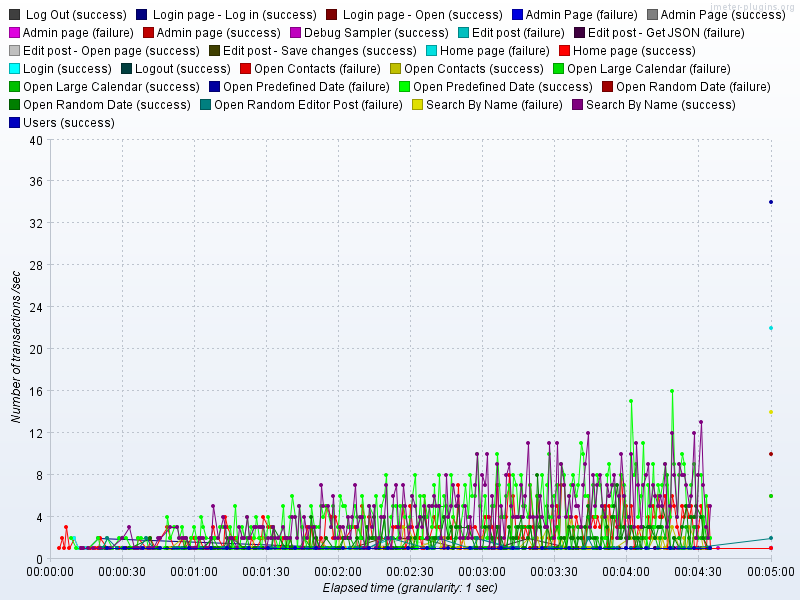 jmeter-plugins.org
Log Out (success) Login page - Log in (success) Login page - Open (success) Admin Page (failure) Admin Page (success)
Admin page (failure) Admin page (success) Debug Sampler (success) Edit post (failure) Edit post - Get JSON (failure)
Edit post - Open page (success) Edit post - Save changes (success) Home page (failure) Home page (success)
Login (success) Logout (success) Open Contacts (failure) Open Contacts (success) Open Large Calendar (failure)
Open Large Calendar (success) Open Predefined Date (failure) Open Predefined Date (success) Open Random Date (failure)
Open Random Date (success) Open Random Editor Post (failure) Search By Name (failure) Search By Name (success)
Users (success)
Number of transactions /sec
40
36
32
28
24
20
16
12
8
4
0
00:00:00 00:00:30 00:01:00 00:01:30 00:02:00 00:02:30 00:03:00 00:03:30 00:04:00 00:04:30 00:05:00
Elapsed time (granularity: 1 sec)